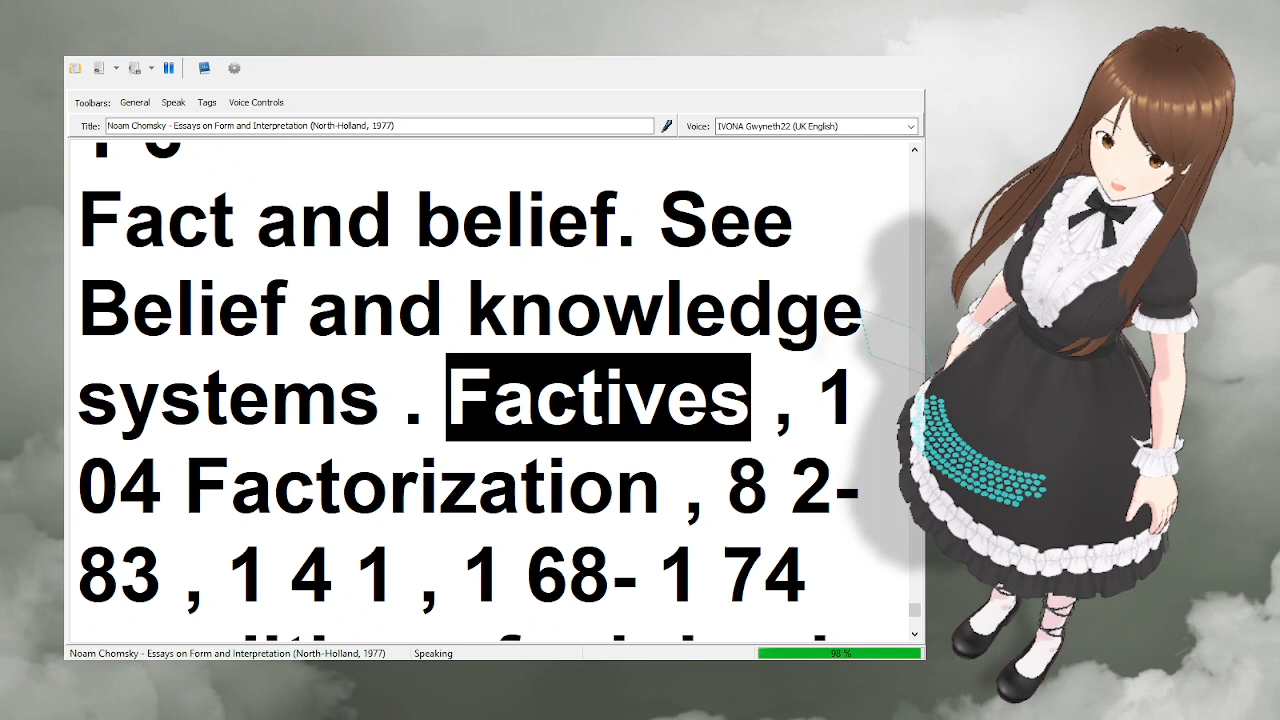 Toolbars: General Speak Tags Voice Controls
Title: Noam Chomsky - Essays on Form and Interpretation (North-Holland, 1977) Voice: IVONA Gwyneth22 (UK English)
Fact and belief. See
Belief and knowledge
systems . Factives , 1
04 Factorization , 8 2-
83 , 1 4 1 , 1 68- 1 74
Noam Chomsky - Essays on Form and Interpretation (North-Holland, 1977) Speaking 98 %